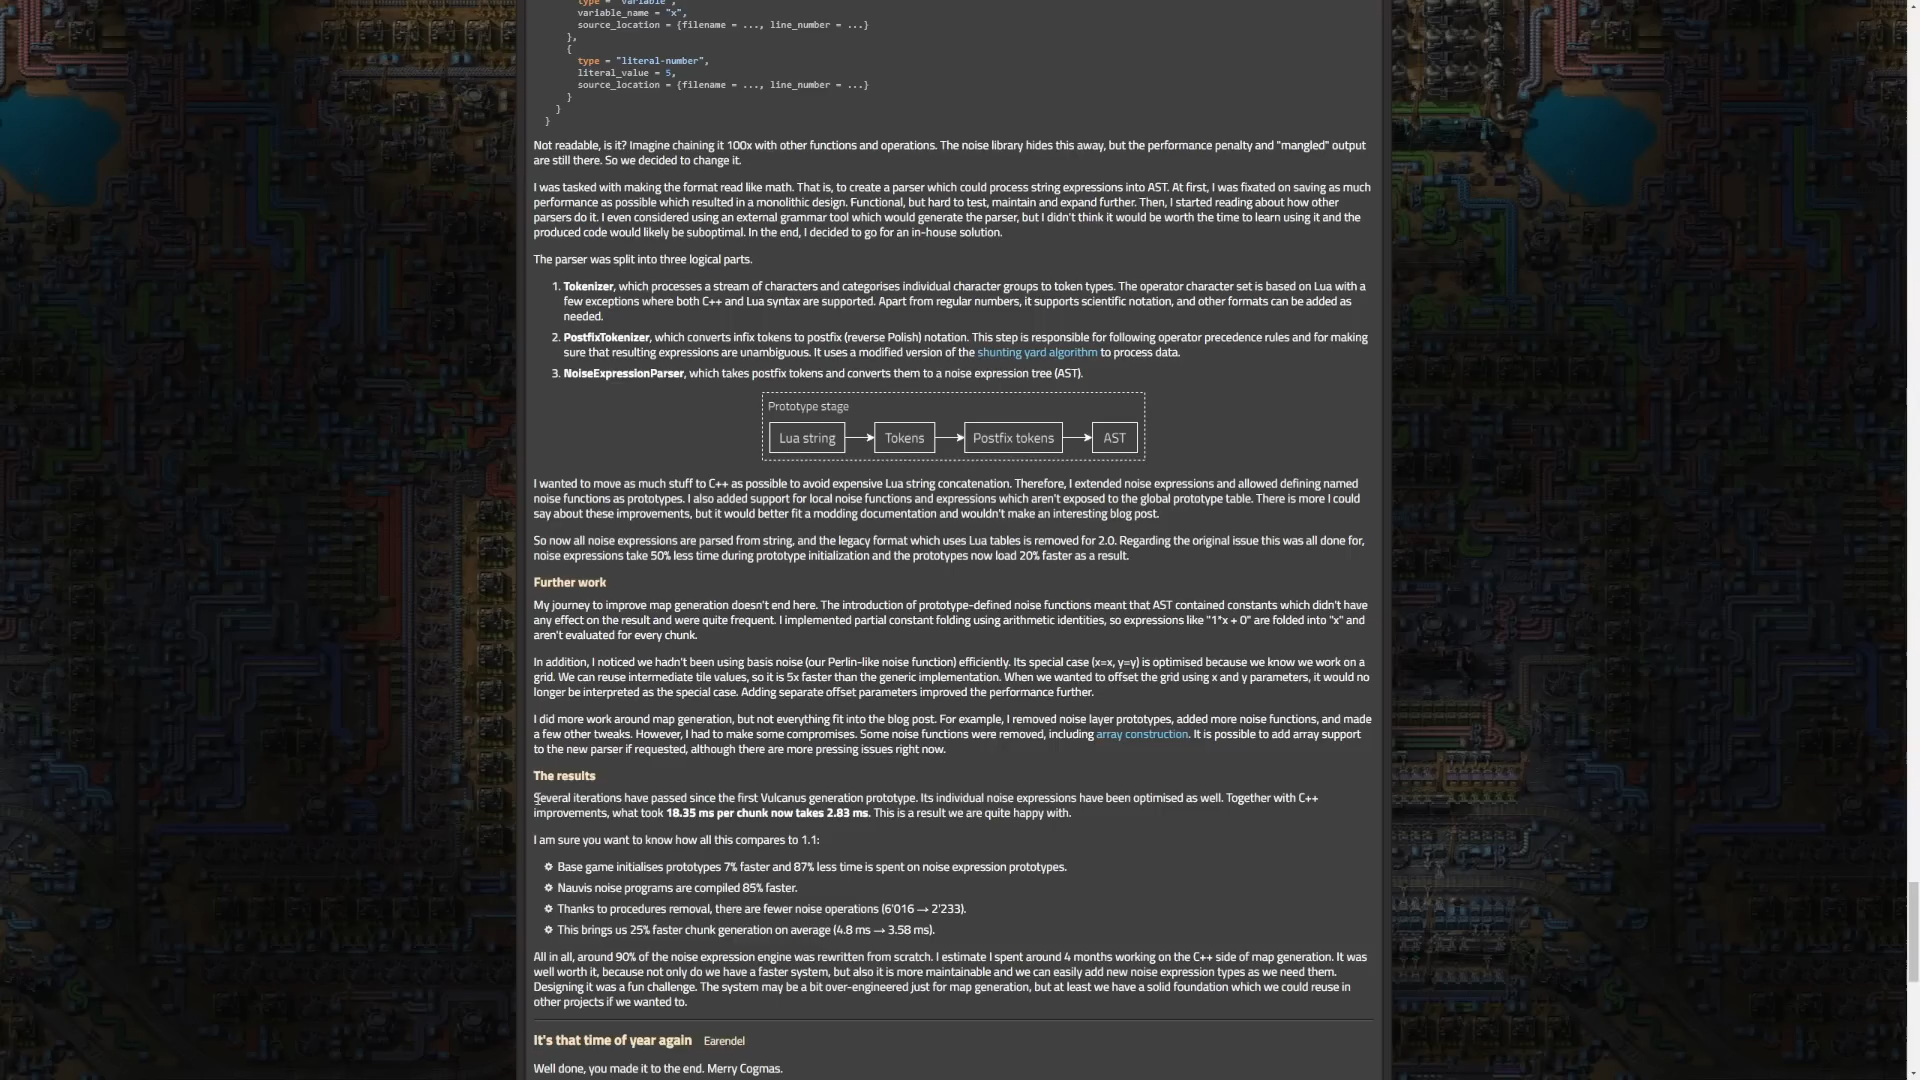 type = "variable",
variable_name = "x",
source_location = {filename = ..., line_number = ...}
},
{
type = "literal-number",
literal_value = 5,
source_location = {filename = ..., line_number = ...}
}
}
}
Not readable, is it? Imagine chaining it 100x with other functions and operations. The noise library hides this away, but the performance penalty and "mangled" output
are still there. So we decided to change it.
I was tasked with making the format read like math. That is, to create a parser which could process string expressions into AST. At first, I was fixated on saving as much
performance as possible which resulted in a monolithic design. Functional, but hard to test, maintain and expand further. Then, I started reading about how other
parsers do it. I even considered using an external grammar tool which would generate the parser, but I didn't think it would be worth the time to learn using it and the
produced code would likely be suboptimal. In the end, I decided to go for an in-house solution.
The parser was split into three logical parts.
1. Tokenizer, which processes a stream of characters and categorises individual character groups to token types. The operator character set is based on Lua with a
few exceptions where both C++ and Lua syntax are supported. Apart from regular numbers, it supports scientific notation, and other formats can be added as
needed.
2. PostfixTokenizer, which converts infix tokens to postfix (reverse Polish) notation. This step is responsible for following operator precedence rules and for making
sure that resulting expressions are unambiguous. It uses a modified version of the shunting yard algorithm to process data.
3. NoiseExpressionParser, which takes postfix tokens and converts them to a noise expression tree (AST).
Prototype stage
Lua string Tokens Postfix tokens AST
I wanted to move as much stuff to C++ as possible to avoid expensive Lua string concatenation. Therefore, I extended noise expressions and allowed defining named
noise functions as prototypes. I also added support for local noise functions and expressions which aren't exposed to the global prototype table. There is more I could
say about these improvements, but it would better fit a modding documentation and wouldn't make an interesting blog post.
So now all noise expressions are parsed from string, and the legacy format which uses Lua tables is removed for 2.0. Regarding the original issue this was all done for,
noise expressions take 50% less time during prototype initialization and the prototypes now load 20% faster as a result.
Further work
My journey to improve map generation doesn't end here. The introduction of prototype-defined noise functions meant that AST contained constants which didn't have
any effect on the result and were quite frequent. I implemented partial constant folding using arithmetic identities, so expressions like "1*x + 0" are folded into "x" and
aren't evaluated for every chunk.
In addition, I noticed we hadn't been using basis noise (our Perlin-like noise function) efficiently. Its special case (x=x, y=y) is optimised because we know we work on a
grid. We can reuse intermediate tile values, so it is 5x faster than the generic implementation. When we wanted to offset the grid using x and y parameters, it would no
longer be interpreted as the special case. Adding separate offset parameters improved the performance further.
I did more work around map generation, but not everything fit into the blog post. For example, I removed noise layer prototypes, added more noise functions, and made
a few other tweaks. However, I had to make some compromises. Some noise functions were removed, including array construction. It is possible to add array support
to the new parser if requested, although there are more pressing issues right now.
The results
Several iterations have passed since the first Vulcanus generation prototype. Its individual noise expressions have been optimised as well. Together with C++
improvements, what took 18.35 ms per chunk now takes 2.83 ms. This is a result we are quite happy with.
I am sure you want to know how all this compares to 1.1:
Base game initialises prototypes 7% faster and 87% less time is spent on noise expression prototypes.
Nauvis noise programs are compiled 85% faster.
Thanks to procedures removal, there are fewer noise operations (6'016 → 2'233).
This brings us 25% faster chunk generation on average (4.8 ms → 3.58 ms).
All in all, around 90% of the noise expression engine was rewritten from scratch. I estimate I spent around 4 months working on the C++ side of map generation. It was
well worth it, because not only do we have a faster system, but also it is more maintainable and we can easily add new noise expression types as we need them.
Designing it was a fun challenge. The system may be a bit over-engineered just for map generation, but at least we have a solid foundation which we could reuse in
other projects if we wanted to.
It's that time of year again Earendel
Well done, you made it to the end. Merry Cogmas.